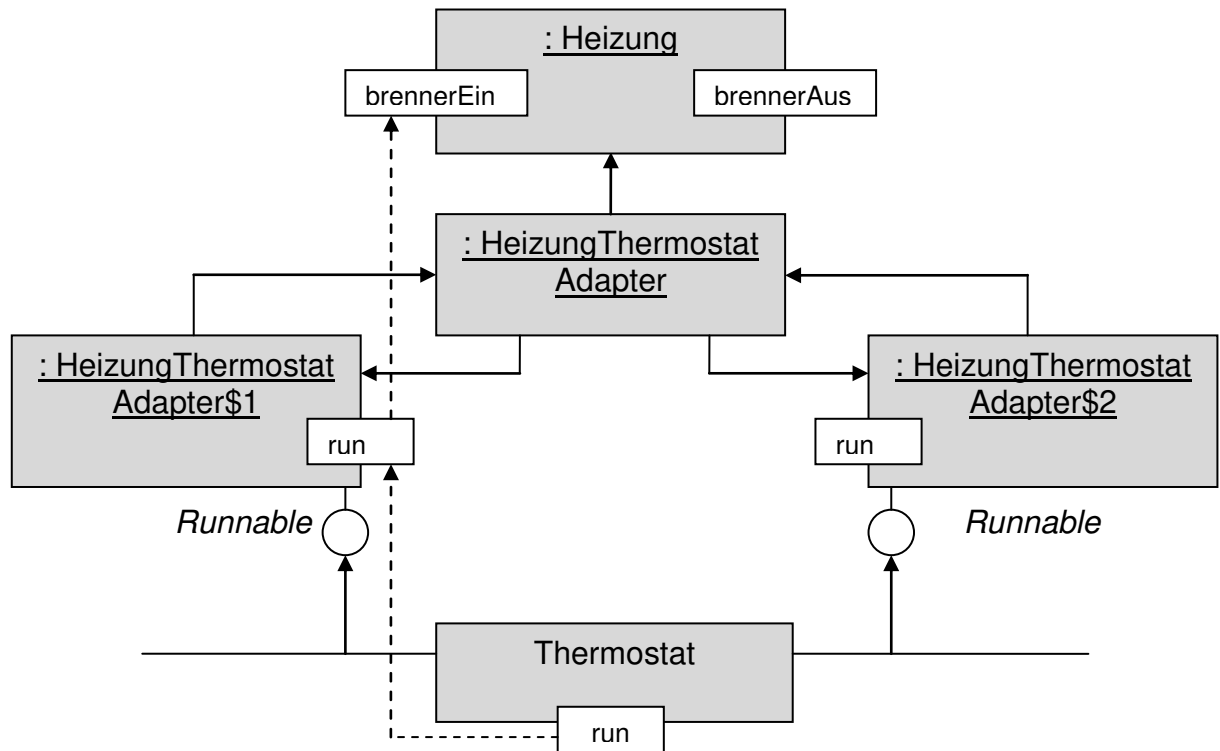 : Heizung
brennerEin
brennerAus
: HeizungThermostat
Adapter
: HeizungThermostat
Adapter$1
: HeizungThermostat
Adapter$2
run
run
Runnable
Runnable
Thermostat
run